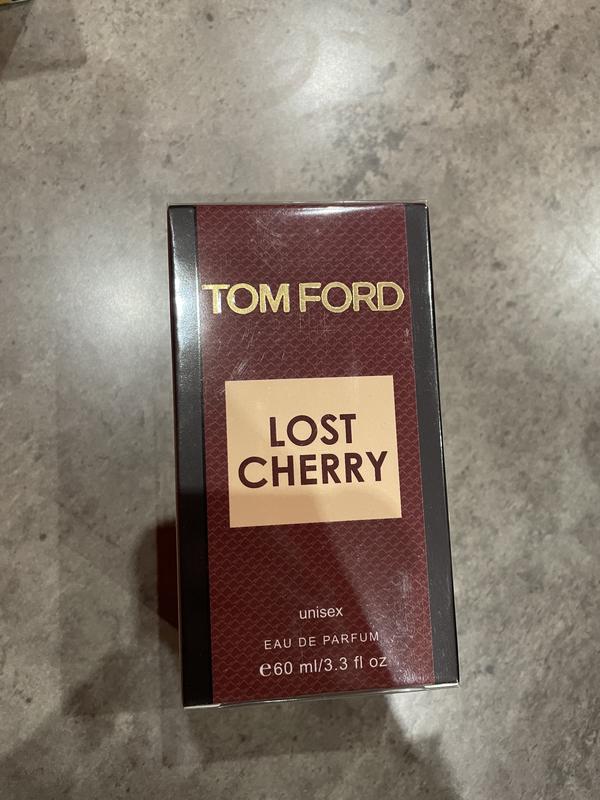 TOM FORD
LOST
CHERRY
unisex
EAU DE PARFUM
℮60 ml/3.3 fl oz